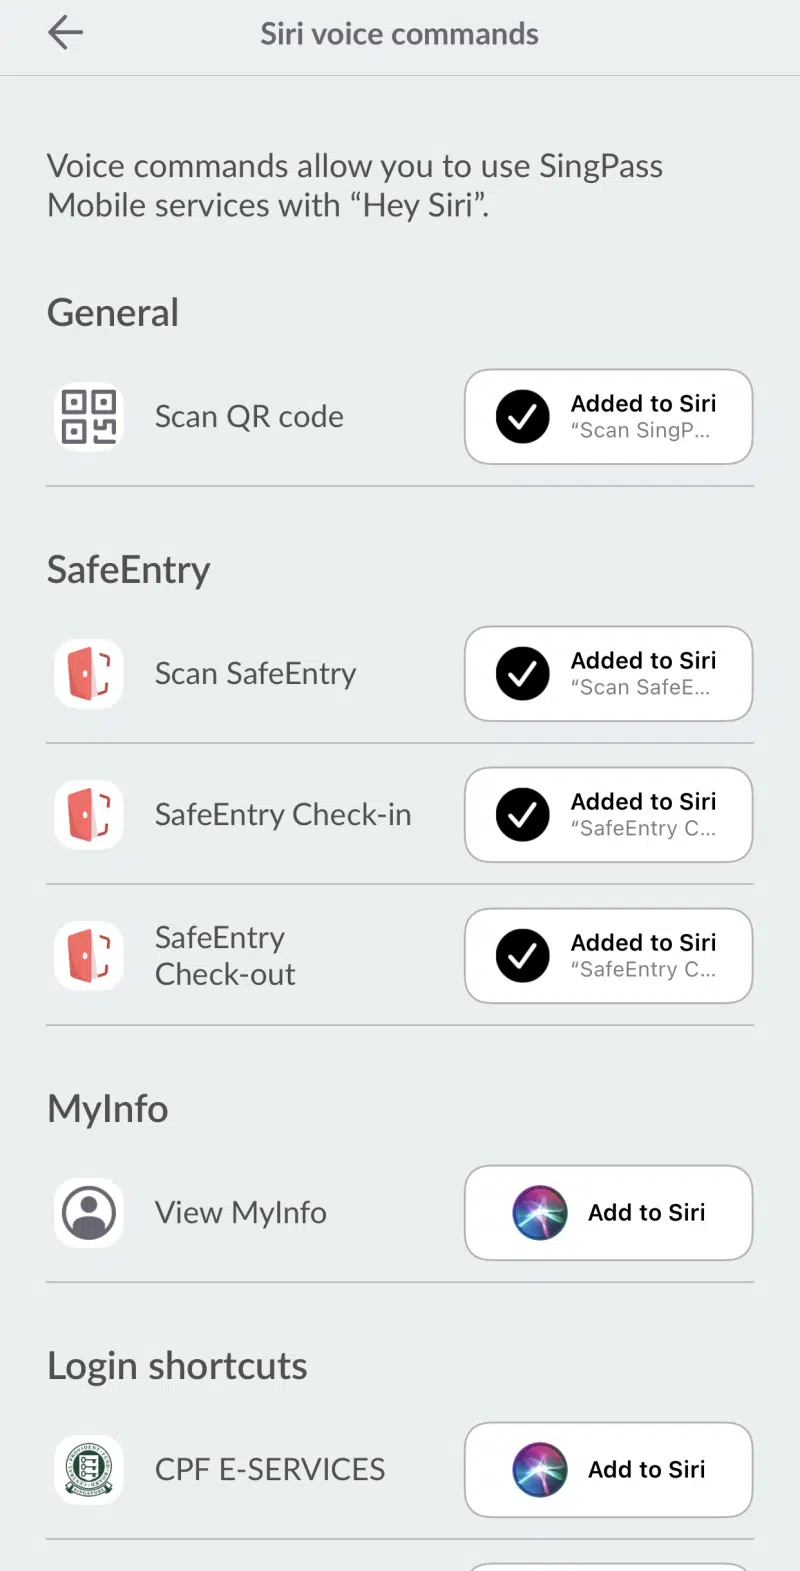 Siri voice commands
Voice commands allow you to use SingPass
Mobile services with “Hey Siri”.
General
Scan QR code
Added to Siri
“Scan SingP...
SafeEntry
Scan SafeEntry
Added to Siri
“Scan SafeE...
SafeEntry Check-in
Added to Siri
“SafeEntry C...
SafeEntry
Check-out
Added to Siri
“SafeEntry C...
MyInfo
View MyInfo
Add to Siri
Login shortcuts
CPF E-SERVICES
Add to Siri